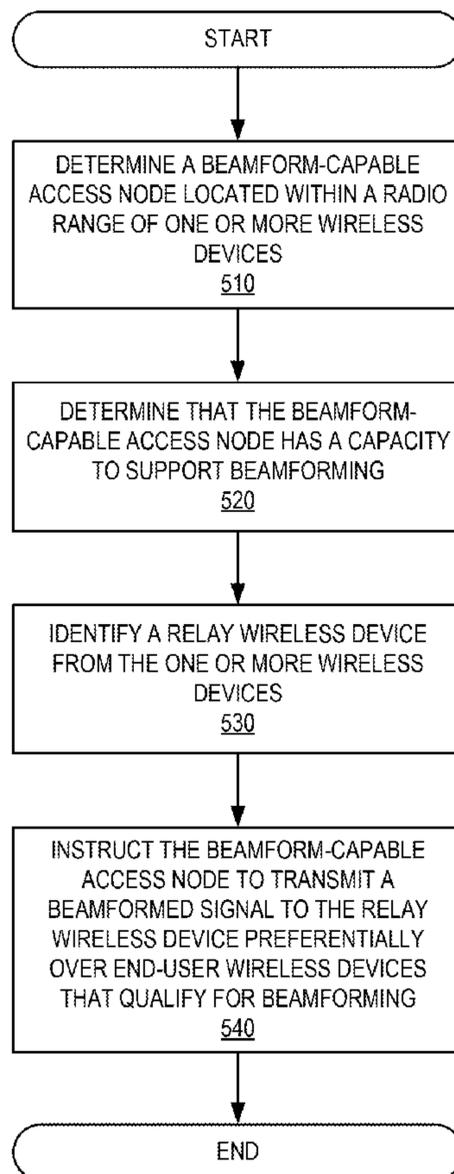 START
DETERMINE A BEAMFORM-CAPABLE
ACCESS NODE LOCATED WITHIN A RADIO
RANGE OF ONE OR MORE WIRELESS
DEVICES
510
DETERMINE THAT THE BEAMFORM-
CAPABLE ACCESS NODE HAS A CAPACITY
TO SUPPORT BEAMFORMING
520
IDENTIFY A RELAY WIRELESS DEVICE
FROM THE ONE OR MORE WIRELESS
DEVICES
530
INSTRUCT THE BEAMFORM-CAPABLE
ACCESS NODE TO TRANSMIT A
BEAMFORMED SIGNAL TO THE RELAY
WIRELESS DEVICE PREFERENTIALLY
OVER END-USER WIRELESS DEVICES
THAT QUALIFY FOR BEAMFORMING
540
END